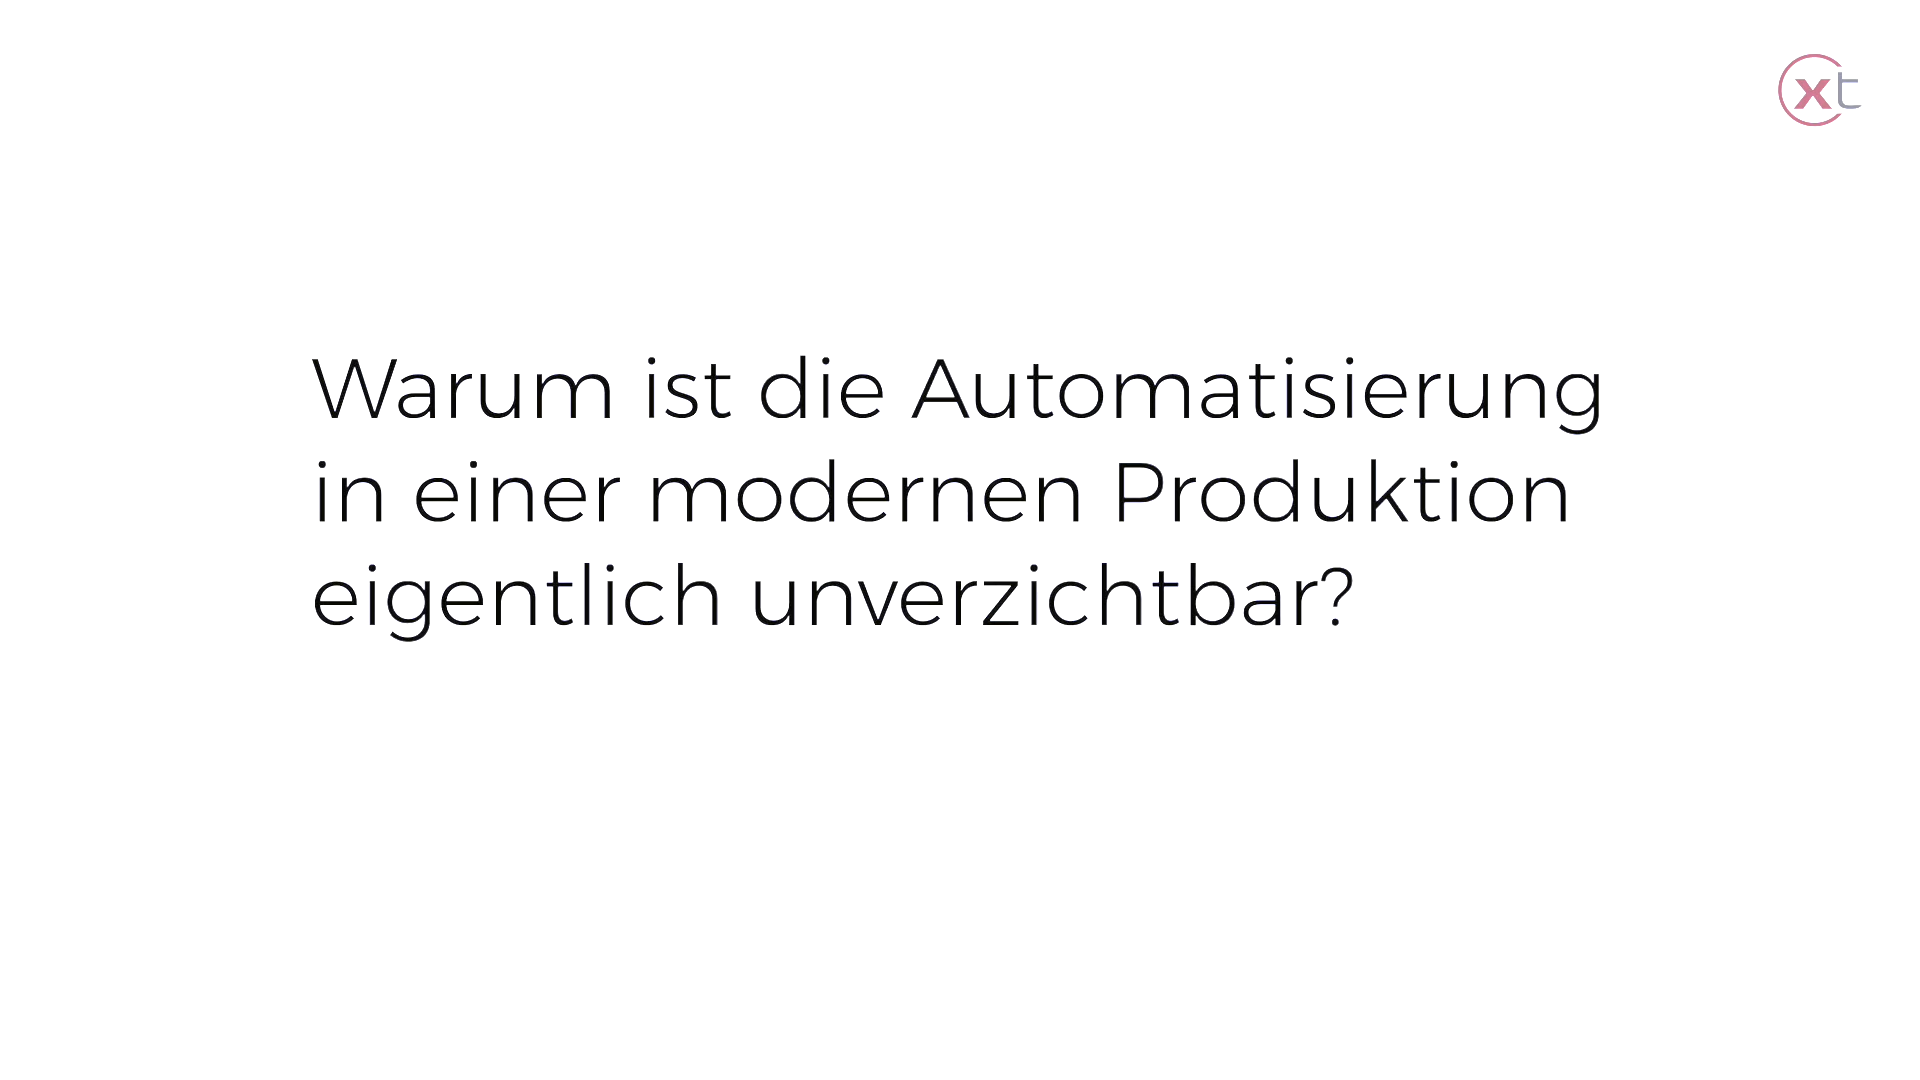 xt
Warum ist die Automatisierung
in einer modernen Produktion
eigentlich unverzichtbar?